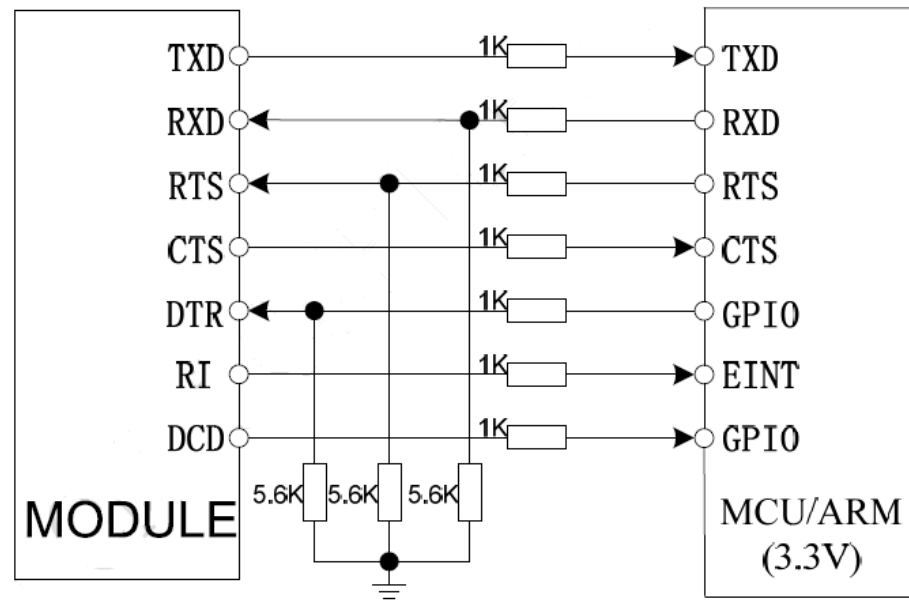 TXD 1K TXD
RXD 1K RXD
RTS 1K RTS
CTS 1K CTS
DTR 1K GPIO
RI 1K EINT
DCD 1K GPIO
5.6K 5.6K 5.6K
MODULE
MCU/ARM
(3.3V)